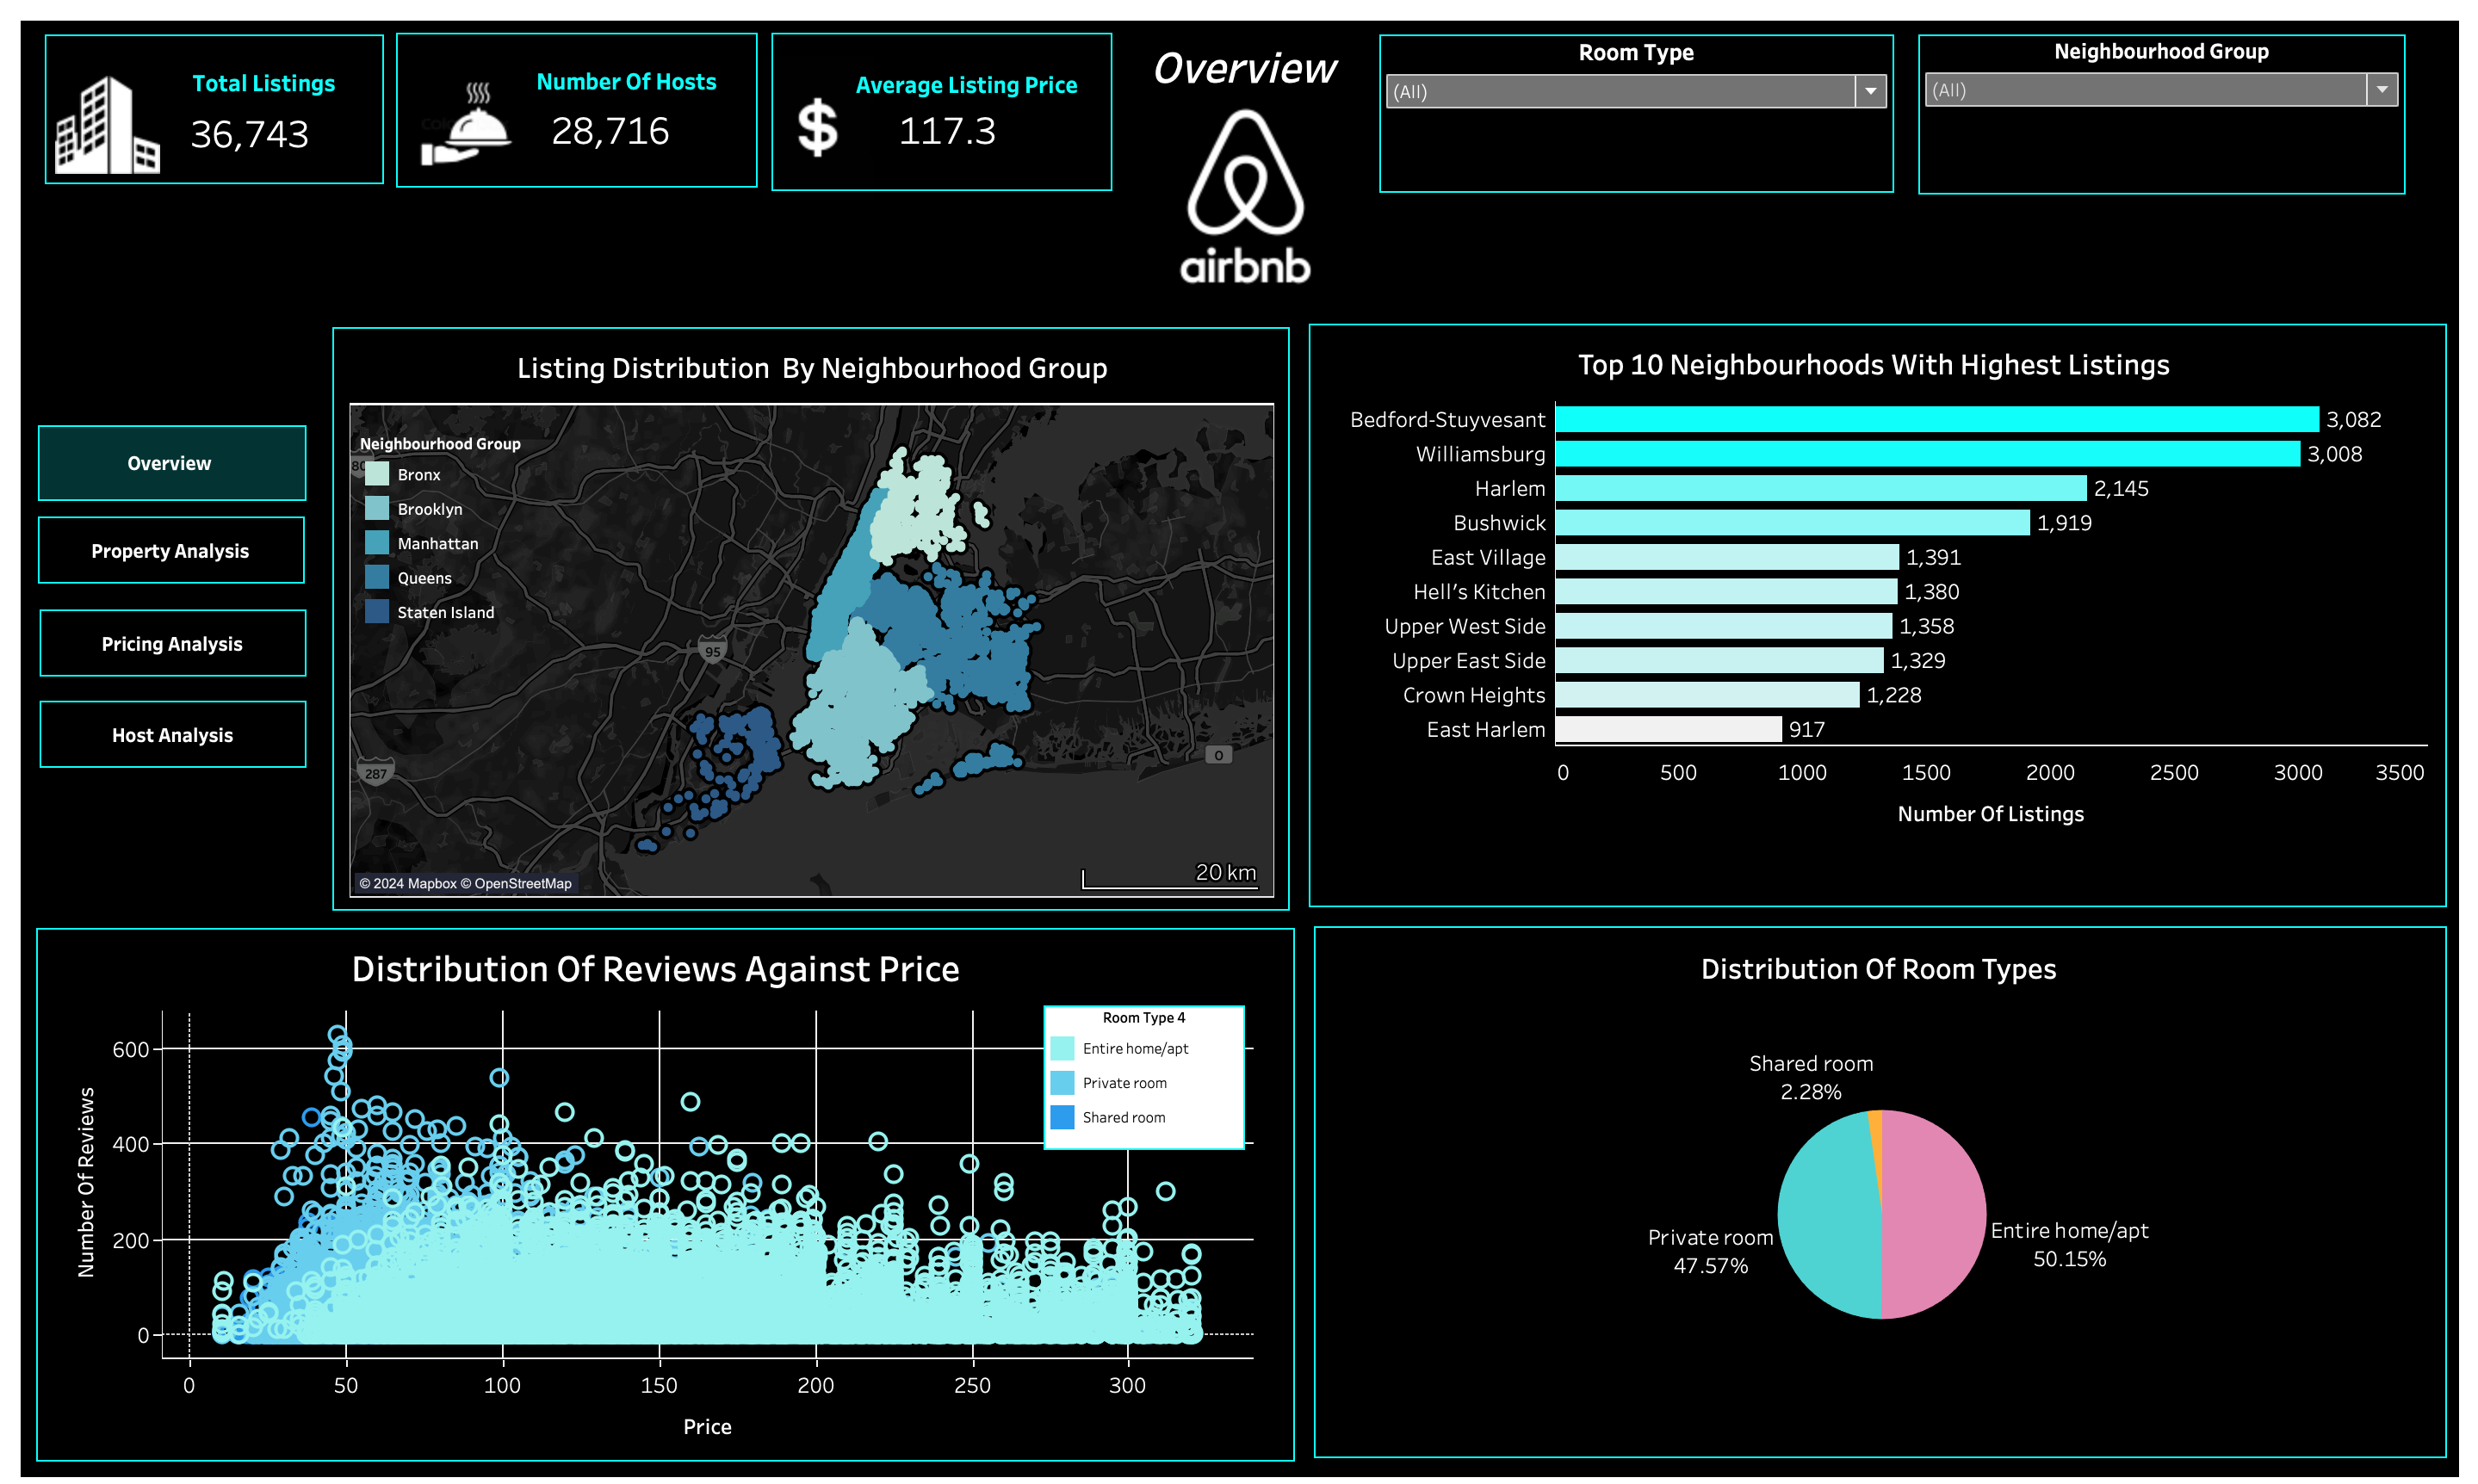 Total Listings
36,743
Number Of Hosts
28,716
Average Listing Price
$
117.3
Overview
airbnb
Room Type
(All)
Neighbourhood Group
(All)
Overview
Property Analysis
Pricing Analysis
Host Analysis
Listing Distribution By Neighbourhood Group
Neighbourhood Group
Bronx
Brooklyn
Manhattan
Queens
Staten Island
80
95
287
0
20 km
© 2024 Mapbox © OpenStreetMap
Top 10 Neighbourhoods With Highest Listings
Bedford-Stuyvesant 3,082
Williamsburg 3,008
Harlem 2,145
Bushwick 1,919
East Village 1,391
Hell's Kitchen 1,380
Upper West Side 1,358
Upper East Side 1,329
Crown Heights 1,228
East Harlem 917
0 500 1000 1500 2000 2500 3000 3500
Number Of Listings
Distribution Of Reviews Against Price
Room Type 4
Entire home/apt
Private room
Shared room
Number Of Reviews
600
400
200
0
0 50 100 150 200 250 300
Price
Distribution Of Room Types
Shared room
2.28%
Private room
47.57%
Entire home/apt
50.15%